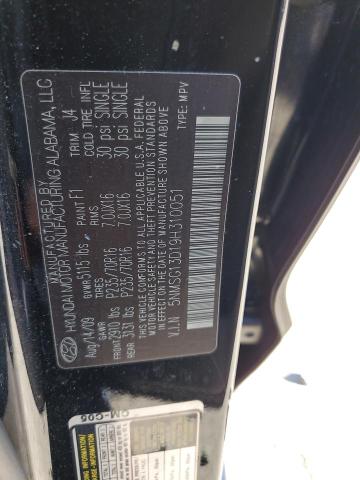 HYUNDAI
MANUFACTURED BY
HYUNDAI MOTOR MANUFACTURING ALABAMA, LLC
Aug/14/09 GVWR 5115 lbs PAINT F1 TRIM J4
GAWR TIRES RIMS COLD TIRE INFL
FRONT 2910 lbs P235/70R16 7.0JX16 30 psi SINGLE
REAR 3131 lbs P235/70R16 7.0JX16 30 psi SINGLE
THIS VEHICLE CONFORMS TO ALL APPLICABLE U.S.A. FEDERAL
MOTOR VEHICLE SAFETY, BUMPER, AND THEFT PREVENTION STANDARDS
IN EFFECT ON THE DATE OF MANUFACTURE SHOWN ABOVE.
V.I.N : 5NMSG13D19H310051 TYPE: MPV
CM-C05